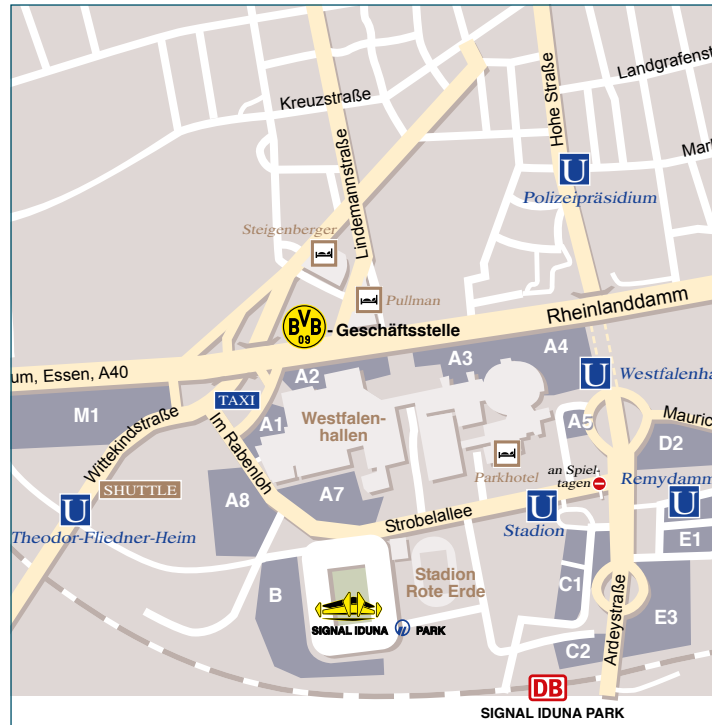 Landgrafenst
Kreuzstraße
Hohe Straße
Mark
U
Polizeipräsidium
Lindemannstraße
Steigenberger
Pullman
Rheinlanddamm
BVB
09
- Geschäftsstelle
um, Essen, A40
A4
A3
A2
U
Westfalenha
M1
TAXI
Westfalen-
hallen
A1
A5
Mauric
D2
Wittekindstraße
Im Rabenloh
Parkhotel
an Spiel-
tagen
Remydamm
U
SHUTTLE
A8
A7
U
Stadion
Strobelallee
U
Theodor-Fliedner-Heim
E1
Stadion
Rote Erde
B
C1
E3
Ardeystraße
SIGNAL IDUNA PARK
C2
DB
SIGNAL IDUNA PARK